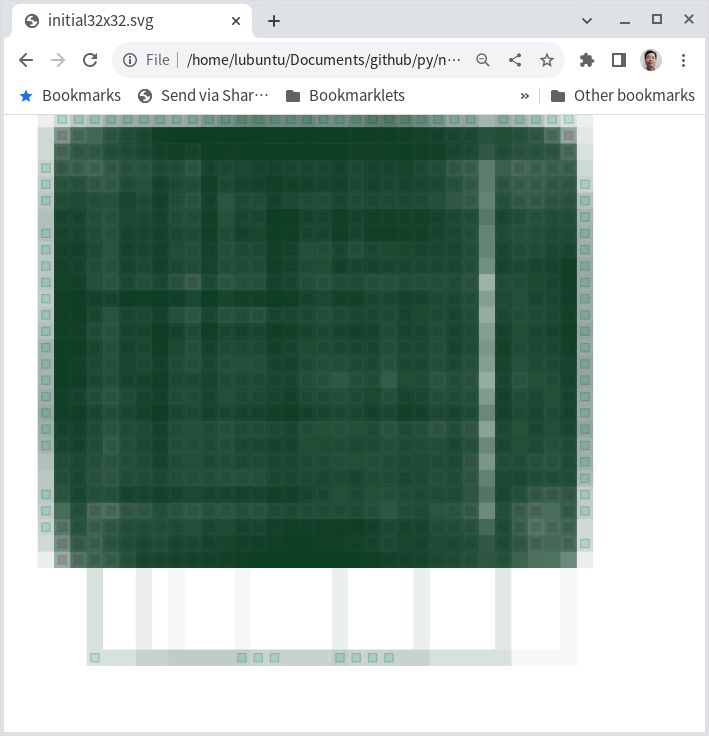 initial32x32.svg
File
/home/lubuntu/Documents/github/py/n···
Bookmarks
Send via Shar···
Bookmarklets
»
Other bookmarks